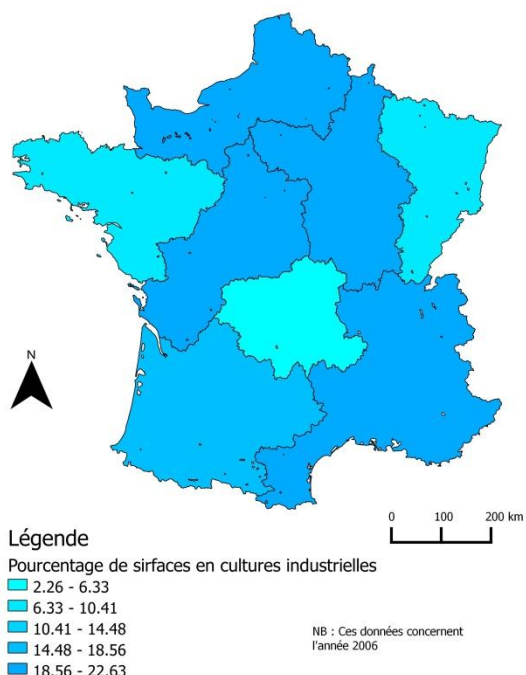 N
0 100 200 km
Légende
Pourcentage de sirfaces en cultures industrielles
2.26 - 6.33
6.33 - 10.41
10.41 - 14.48
14.48 - 18.56
18.56 - 22.63
NB : Ces données concernent
l'année 2006